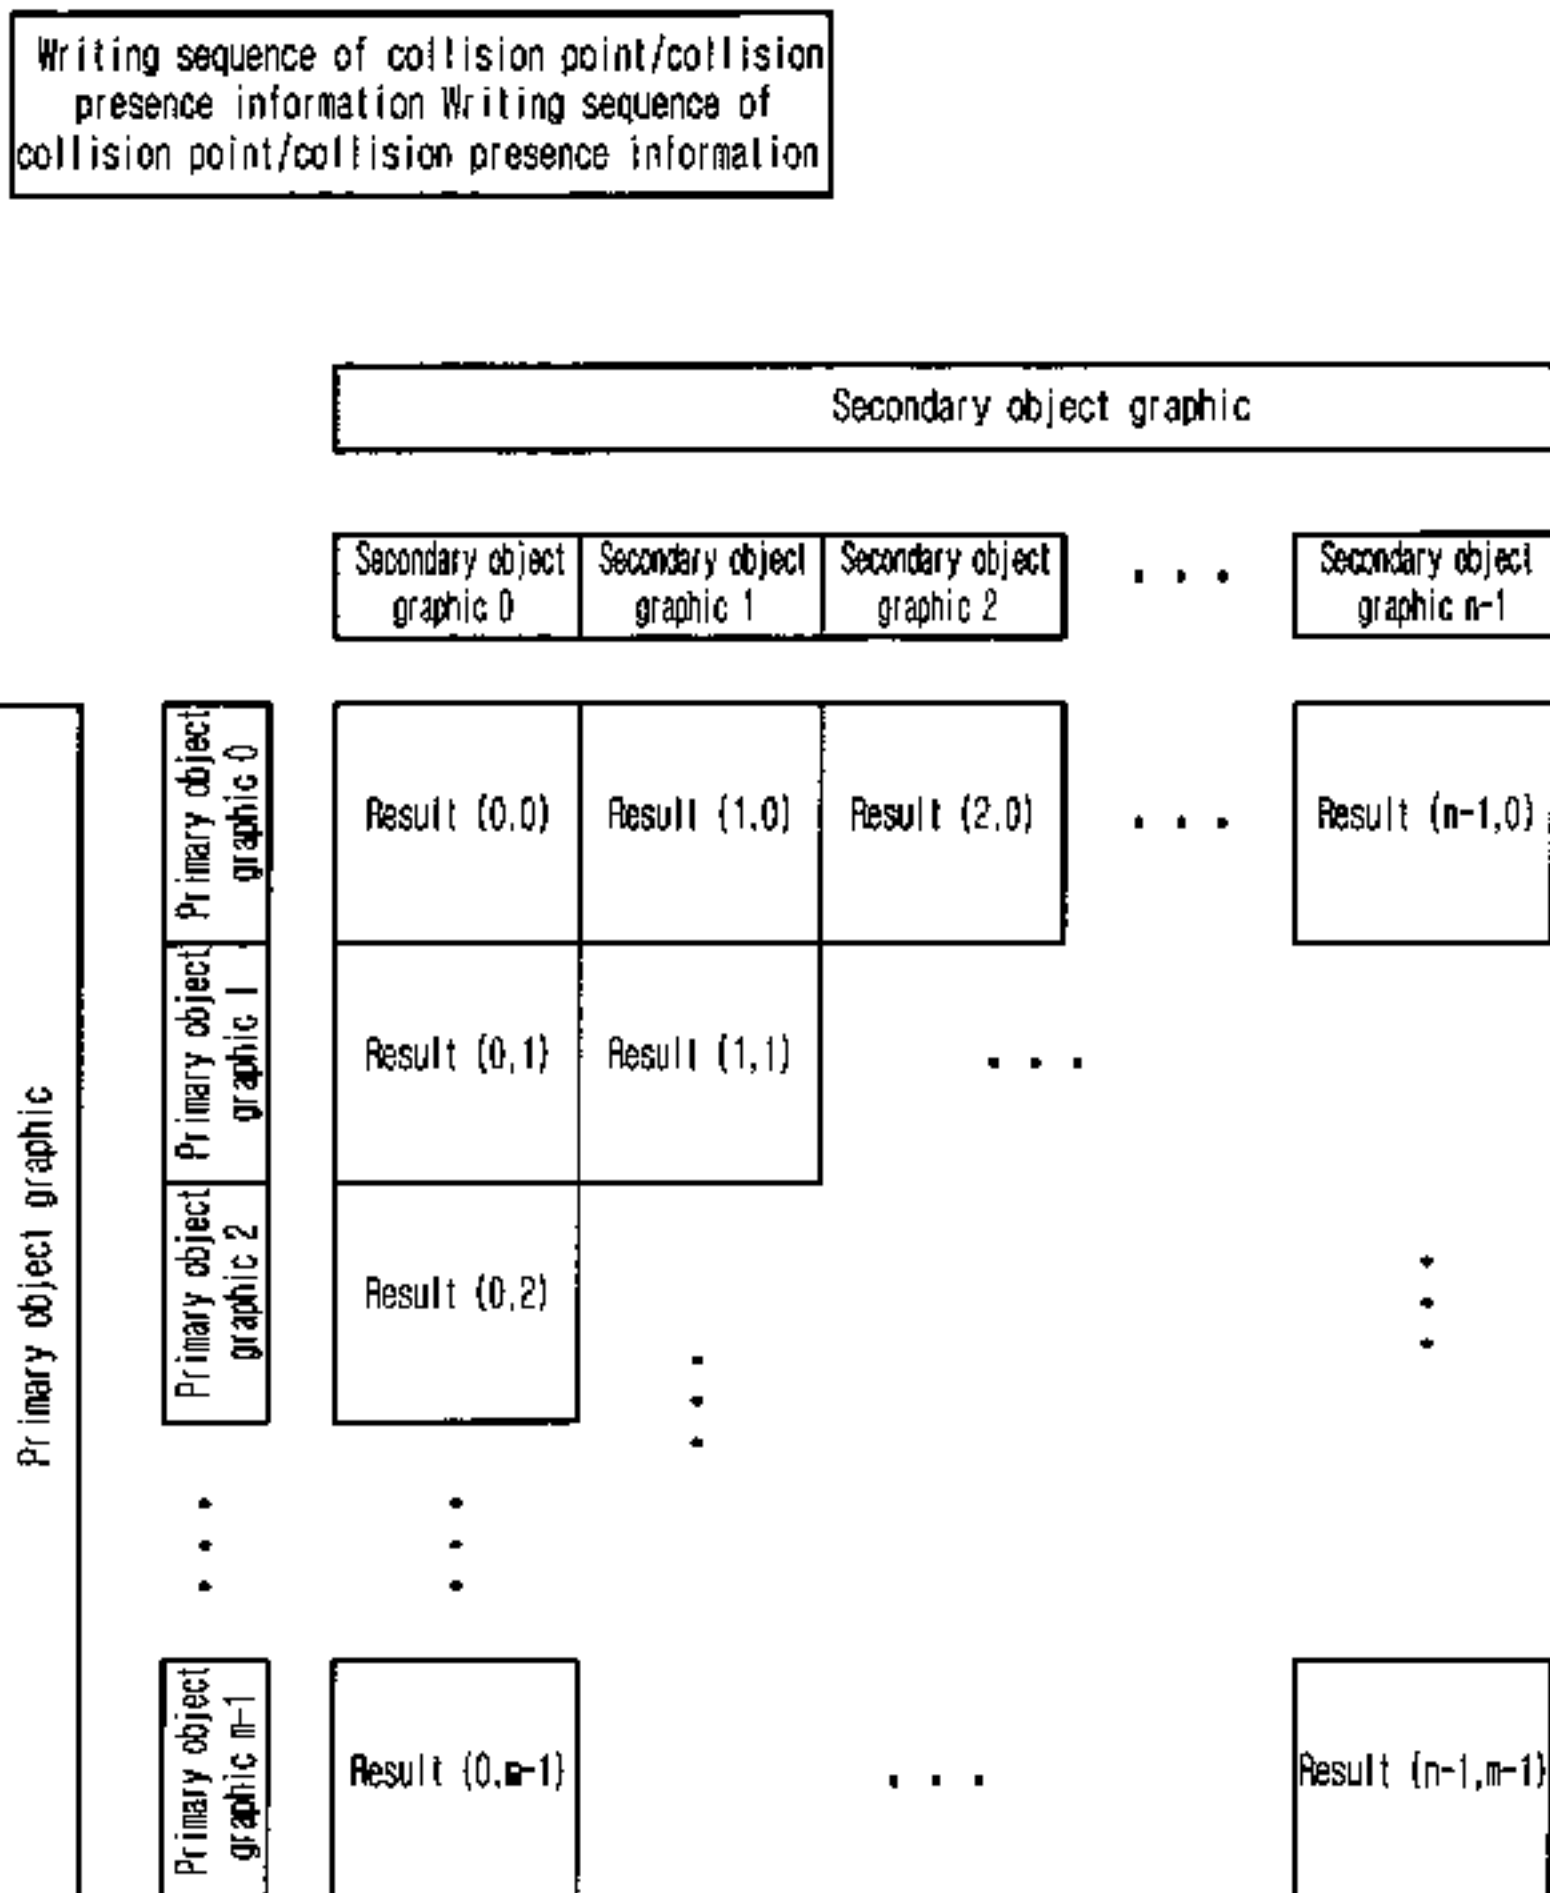 Writing sequence of collision point/collision
presence information Writing sequence of
collision point/collision presence information
Secondary object graphic
Secondary object
graphic 0
Secondary object
graphic 1
Secondary object
graphic 2
. . .
Secondary object
graphic n-1
Primary object graphic
Primary object
graphic 0
Result (0,0)
Result (1,0)
Result (2,0)
. . .
Result (n-1,0)
Primary object
graphic 1
Result (0,1)
Result (1,1)
. . .
Primary object
graphic 2
Result (0,2)
Primary object
graphic m-1
Result (0,m-1)
. . .
Result (n-1,m-1)